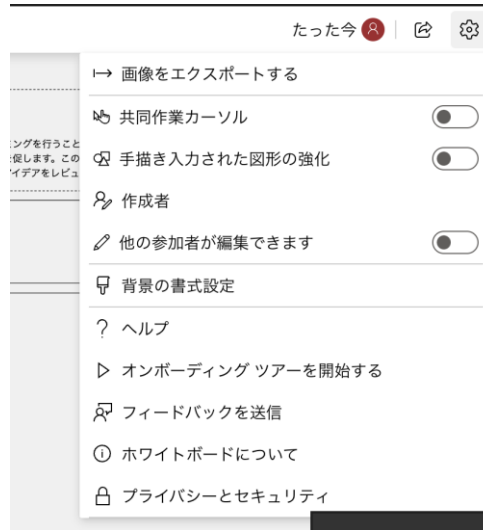 たった今
画像をエクスポートする
共同作業カーソル
手描き入力された図形の強化
ングを行うこと
促します。この
イデアをレビュ
作成者
他の参加者が編集できます
背景の書式設定
ヘルプ
オンボーディング ツアーを開始する
フィードバックを送信
ホワイトボードについて
プライバシーとセキュリティ